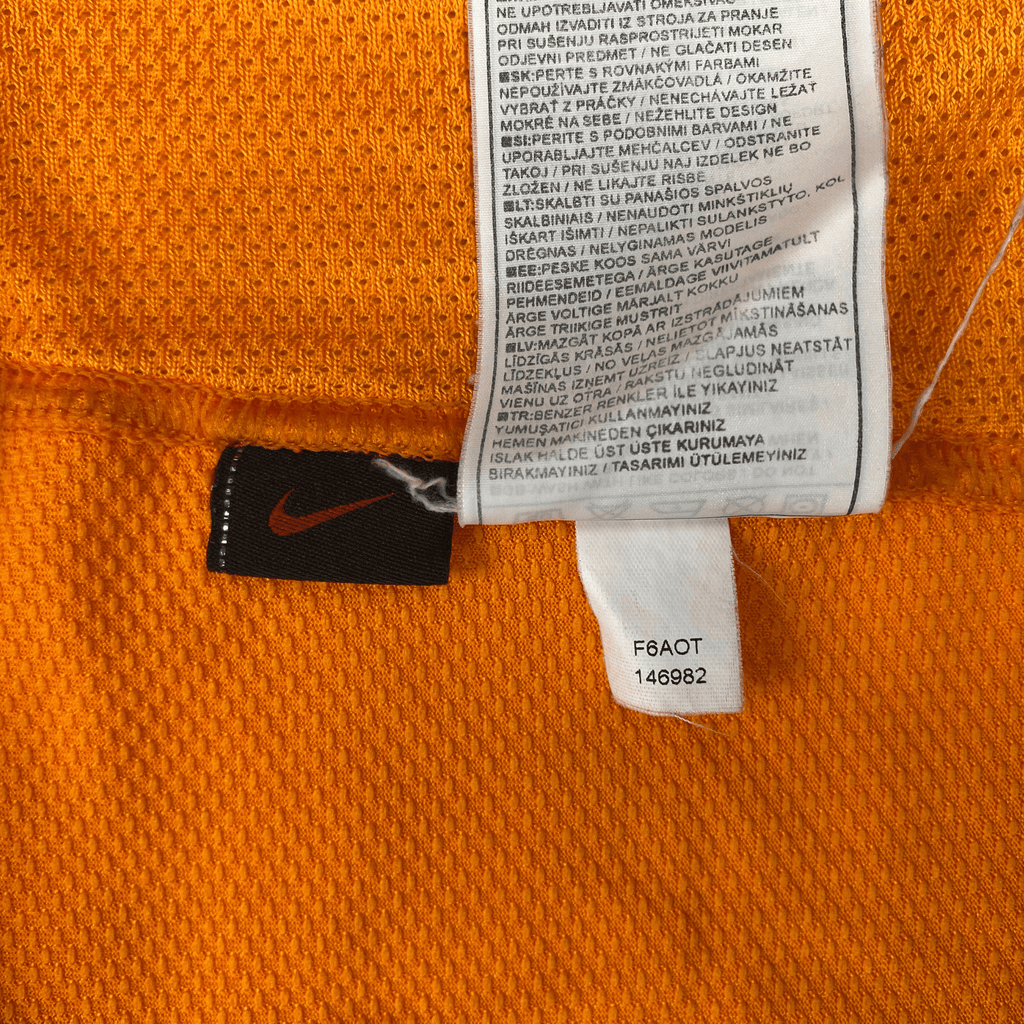 NE UPOTREBLJAVATI OMEKŠIVAČ
ODMAH IZVADITI IZ STROJA ZA PRANJE
PRI SUŠENJU RASPROSTRIJETI MOKAR
ODJEVNI PREDMET / NE GLAČATI DESEN
SK:PERTE S ROVNAKÝMI FARBAMI
NEPOUŽÍVAJTE ZMÄKČOVADLÁ / OKAMŽITE
VYBRAŤ Z PRÁČKY / NENECHÁVAJTE LEŽAT
MOKRÉ NA SEBE / NEŽEHLITE DESIGN
SI:PERITE S PODOBNIMI BARVAMI / NE
UPORABLJAJTE MEHČALCEV / ODSTRANITE
TAKOJ / PRI SUŠENJU NAJ IZDELEK NE BO
ZLOŽEN / NE LIKAJTE RISBE
LT:SKALBTI SU PANAŠIOS SPALVOS
SKALBINIAIS / NENAUDOTI MINKŠTIKLIŲ
IŠKART IŠIMTI / NEPALIKTI SULANKSTYTO, KOL
DRĖGNAS / NELYGINAMAS MODELIS
EE:PESKE KOOS SAMA VÄRVI
RIIDEESEMETEGA / ÄRGE KASUTAGE
PEHMENDEID / EEMALDAGE VIIVITAMATULT
ÄRGE VOLTIGE MÄRJALT KOKKU
ÄRGE TRIIKIGE MUSTRIT
LV:MAZGĀT KOPĀ AR IZSTRĀDĀJUMIEM
LĪDZĪGĀS KRĀSĀS / NELIETOT MĪKSTINĀŠANAS
LĪDZEKĻUS / NO VEĻAS MAZGĀJAMĀS
MAŠĪNAS IZŅEMT UZREIZ / SLAPJUS NEATSTĀT
VIENU UZ OTRA / RAKSTU NEGLUDINĀT
TR:BENZER RENKLER İLE YIKAYINIZ
YUMUŞATICI KULLANMAYINIZ
HEMEN MAKİNEDEN ÇIKARINIZ
ISLAK HALDE ÜST ÜSTE KURUMAYA
BIRAKMAYINIZ / TASARIMI ÜTÜLEMEYİNİZ
F6AOT
146982